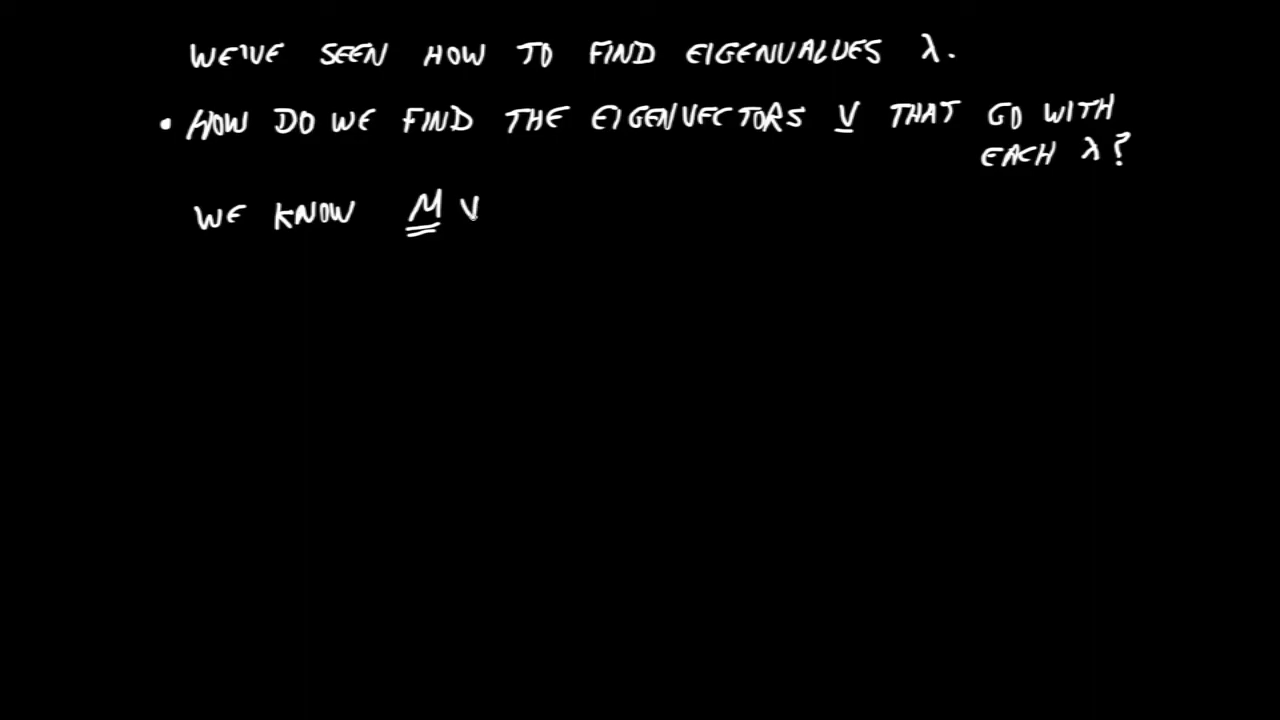 WE'VE SEEN HOW TO FIND EIGENVALUES λ.
• HOW DO WE FIND THE EIGENVECTORS V THAT GO WITH
EACH λ?
WE KNOW M V